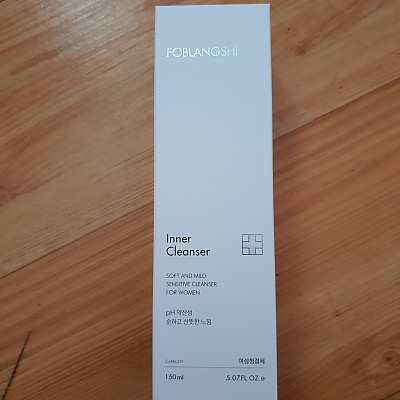 FOBLANGSHI
Inner
Cleanser
SOFT AND MILD
SENSITIVE CLEANSER
FOR WOMEN
pH 약산성
순하고 산뜻한 느낌
CAPACITY 여성청결제
150ml 5.07FL.OZ.e